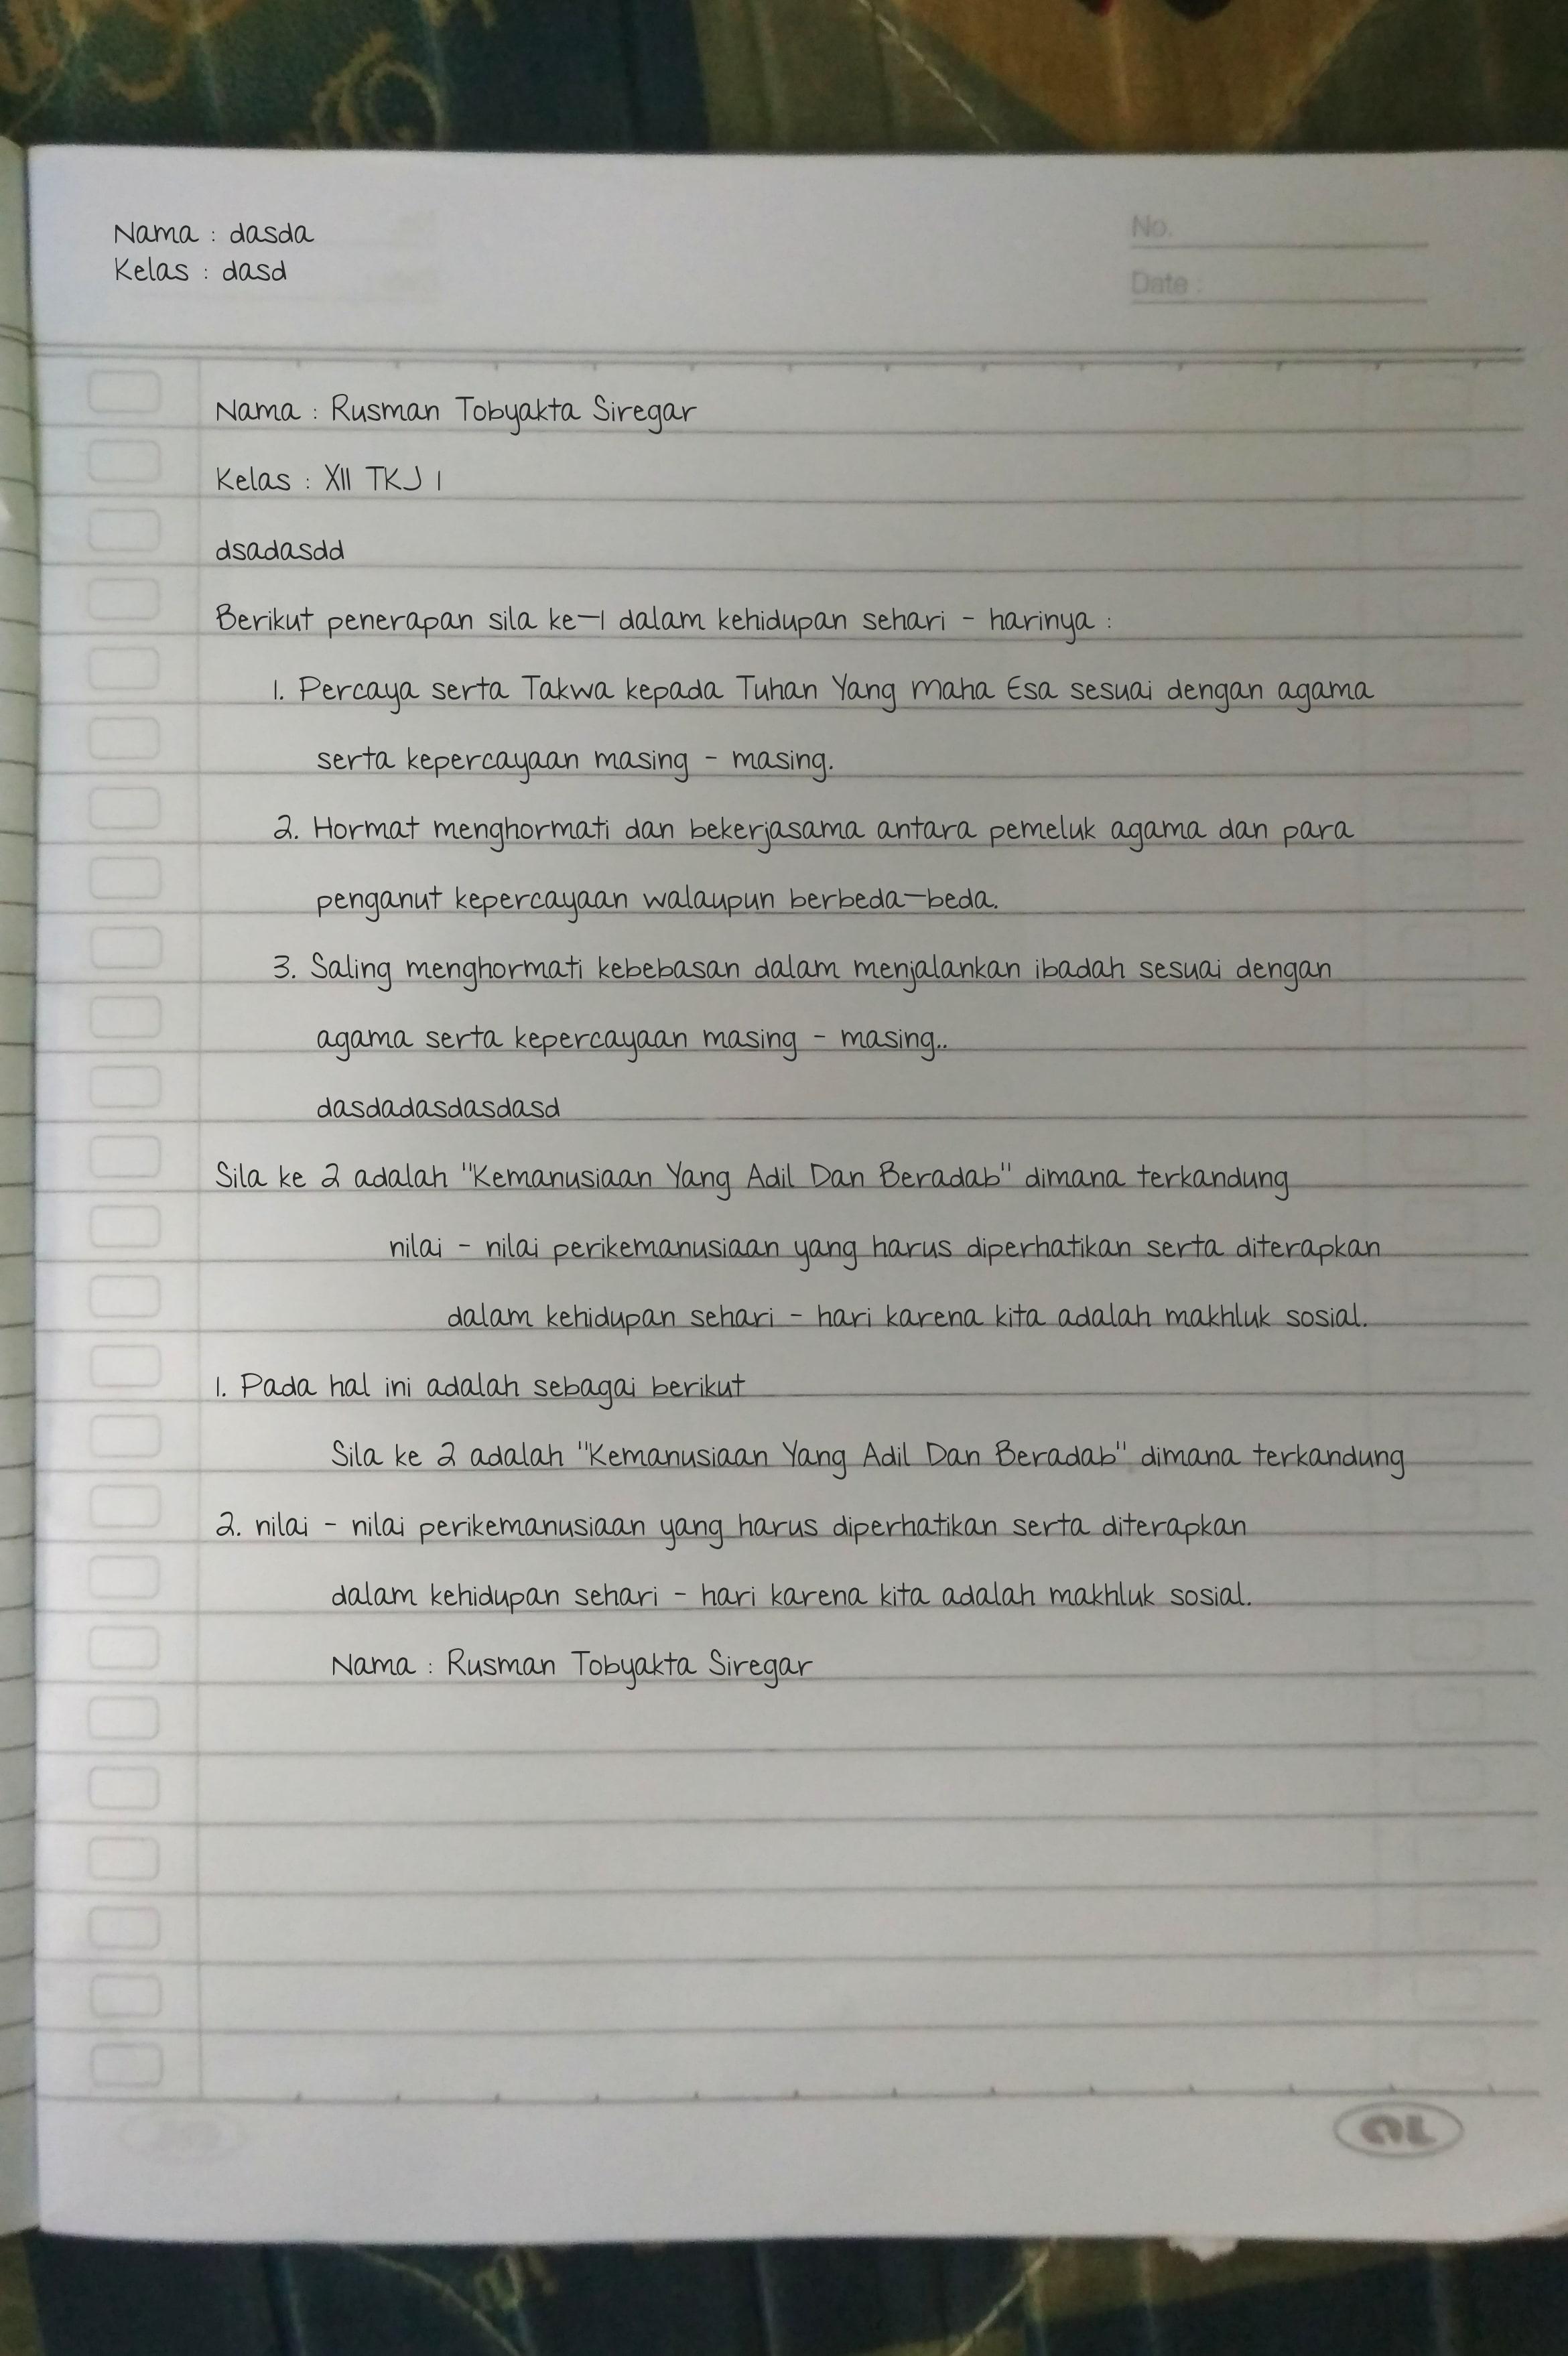 Nama : dasda
Kelas : dasd
No.
Date :
Nama : Rusman Tobyakta Siregar
Kelas : XII TKJ 1
dsadasdd
Berikut penerapan sila ke-1 dalam kehidupan sehari - harinya :
1. Percaya serta Takwa kepada Tuhan Yang maha Esa sesuai dengan agama
serta kepercayaan masing - masing.
2. Hormat menghormati dan bekerjasama antara pemeluk agama dan para
penganut kepercayaan walaupun berbeda-beda.
3. Saling menghormati kebebasan dalam menjalankan ibadah sesuai dengan
agama serta kepercayaan masing - masing..
dasdadasdasdasd
Sila ke 2 adalah "Kemanusiaan Yang Adil Dan Beradab" dimana terkandung
nilai - nilai perikemanusiaan yang harus diperhatikan serta diterapkan
dalam kehidupan sehari - hari karena kita adalah makhluk sosial.
1. Pada hal ini adalah sebagai berikut
Sila ke 2 adalah "Kemanusiaan Yang Adil Dan Beradab" dimana terkandung
2. nilai - nilai perikemanusiaan yang harus diperhatikan serta diterapkan
dalam kehidupan sehari - hari karena kita adalah makhluk sosial.
Nama : Rusman Tobyakta Siregar